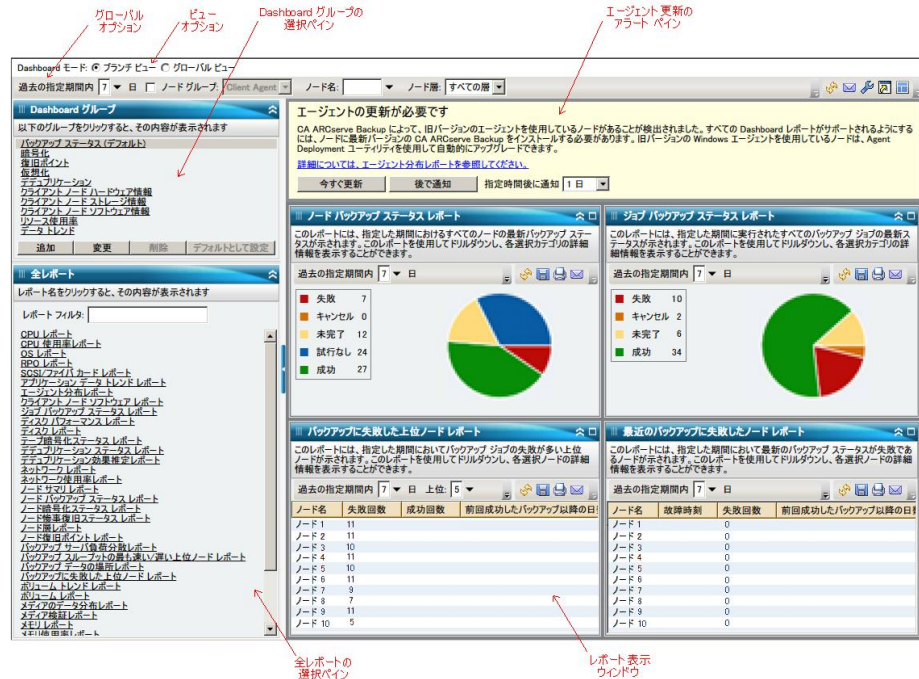 グローバル
オプション
ビュー
オプション
Dashboard グループの
選択ペイン
エージェント更新の
アラート ペイン
Dashboard モード: ブランチ ビュー グローバル ビュー
過去の指定期間内 7 日 ノード グループ: Client Agent ノード名: ノード層: すべての層
Dashboard グループ
以下のグループをクリックすると、その内容が表示されます
バックアップ ステータス (デフォルト)
暗号化
復旧ポイント
仮想化
デデュプリケーション
クライアント ノード ハードウェア情報
クライアント ノード ストレージ情報
クライアント ノード ソフトウェア情報
リソース使用率
データ トレンド
追加 変更 削除 デフォルトとして設定
全レポート
レポート名をクリックすると、その内容が表示されます
レポート フィルタ:
CPU レポート
CPU 使用率レポート
OS レポート
RPO レポート
SCSI/ファイバ カード レポート
アプリケーション データ トレンド レポート
エージェント分布レポート
クライアント ノード ソフトウェア レポート
ジョブ バックアップ ステータス レポート
ディスク パフォーマンス レポート
ディスク レポート
テープ暗号化ステータス レポート
デデュプリケーション ステータス レポート
デデュプリケーション効果推定レポート
ネットワーク レポート
ネットワーク使用率レポート
ノード サマリ レポート
ノード バックアップ ステータス レポート
ノード暗号化ステータス レポート
ノード惨事復旧ステータス レポート
ノード層レポート
ノード復旧ポイント レポート
バックアップ サーバ負荷分散レポート
バックアップ スループットの最も速い/遅い上位ノード レポート
バックアップ データの場所レポート
バックアップに失敗した上位ノード レポート
ボリューム トレンド レポート
ボリューム レポート
メディアのデータ分布レポート
メディア検証レポート
メモリ レポート
メモリ使用率レポート
エージェントの更新が必要です
CA ARCserve Backup によって、旧バージョンのエージェントを使用しているノードがあることが検出されました。すべての Dashboard レポートがサポートされるようにする
には、ノードに最新バージョンの CA ARCserve Backup をインストールする必要があります。旧バージョンの Windows エージェントを使用しているノードは、Agent
Deployment ユーティリティを使用して自動的にアップグレードできます。
詳細については、エージェント分布レポートを参照してください。
今すぐ更新 後で通知 指定時間後に通知 1 日
ノード バックアップ ステータス レポート
このレポートには、指定した期間におけるすべてのノードの最新バックアップ ステー
タスが示されます。このレポートを使用してドリルダウンし、各選択カテゴリの詳細
情報を表示することができます。
過去の指定期間内 7 日
失敗 7
キャンセル 0
未完了 12
試行なし 24
成功 27
ジョブ バックアップ ステータス レポート
このレポートには、指定した期間に実行されたすべてのバックアップ ジョブの最新ス
テータスが示されます。このレポートを使用してドリルダウンし、各選択カテゴリの詳
細情報を表示することができます。
過去の指定期間内 7 日
失敗 10
キャンセル 2
未完了 6
成功 34
バックアップに失敗した上位ノード レポート
このレポートには、指定した期間においてバックアップ ジョブの失敗が多い上位
ノードが示されます。このレポートを使用してドリルダウンし、各選択ノードの詳細
情報を表示することができます。
過去の指定期間内 7 日 上位: 5
ノード名 失敗回数 成功回数 前回成功したバックアップ以降の日
ノード 1 11
ノード 2 11
ノード 3 10
ノード 4 11
ノード 5 10
ノード 6 11
ノード 7 9
ノード 8 7
ノード 9 11
ノード 10 5
最近のバックアップに失敗したノード レポート
このレポートには、指定した期間において最新のバックアップ ステータスが失敗であ
るノードが示されます。このレポートを使用してドリルダウンし、各選択ノードの詳細
情報を表示することができます。
過去の指定期間内 7 日
ノード名 故障時刻 失敗回数 前回成功したバックアップ以降の日
ノード 1 0
ノード 2 0
ノード 3 0
ノード 4 0
ノード 5 0
ノード 6 0
ノード 7 0
ノード 8 0
ノード 9 0
ノード 10 0
全レポートの
選択ペイン
レポート表示
ウィンドウ